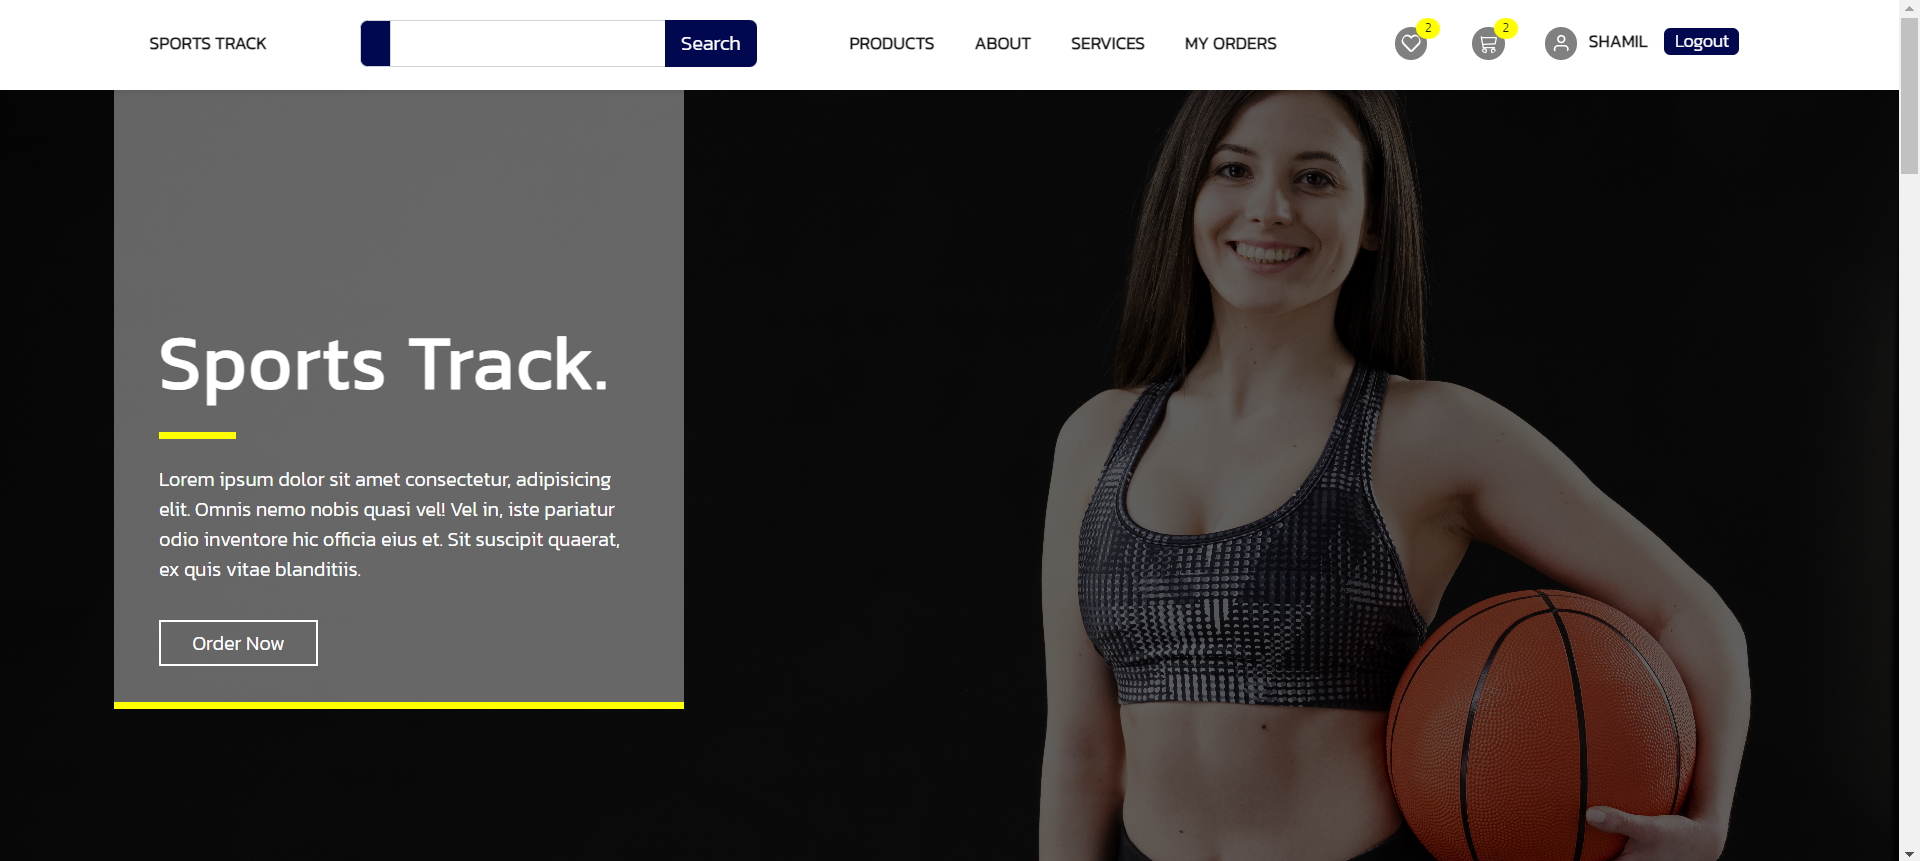 SPORTS TRACK
Search
PRODUCTS
ABOUT
SERVICES
MY ORDERS
2
2
SHAMIL
Logout
Sports Track.
Lorem ipsum dolor sit amet consectetur, adipisicing
elit. Omnis nemo nobis quasi vel! Vel in, iste pariatur
odio inventore hic officia eius et. Sit suscipit quaerat,
ex quis vitae blanditiis.
Order Now